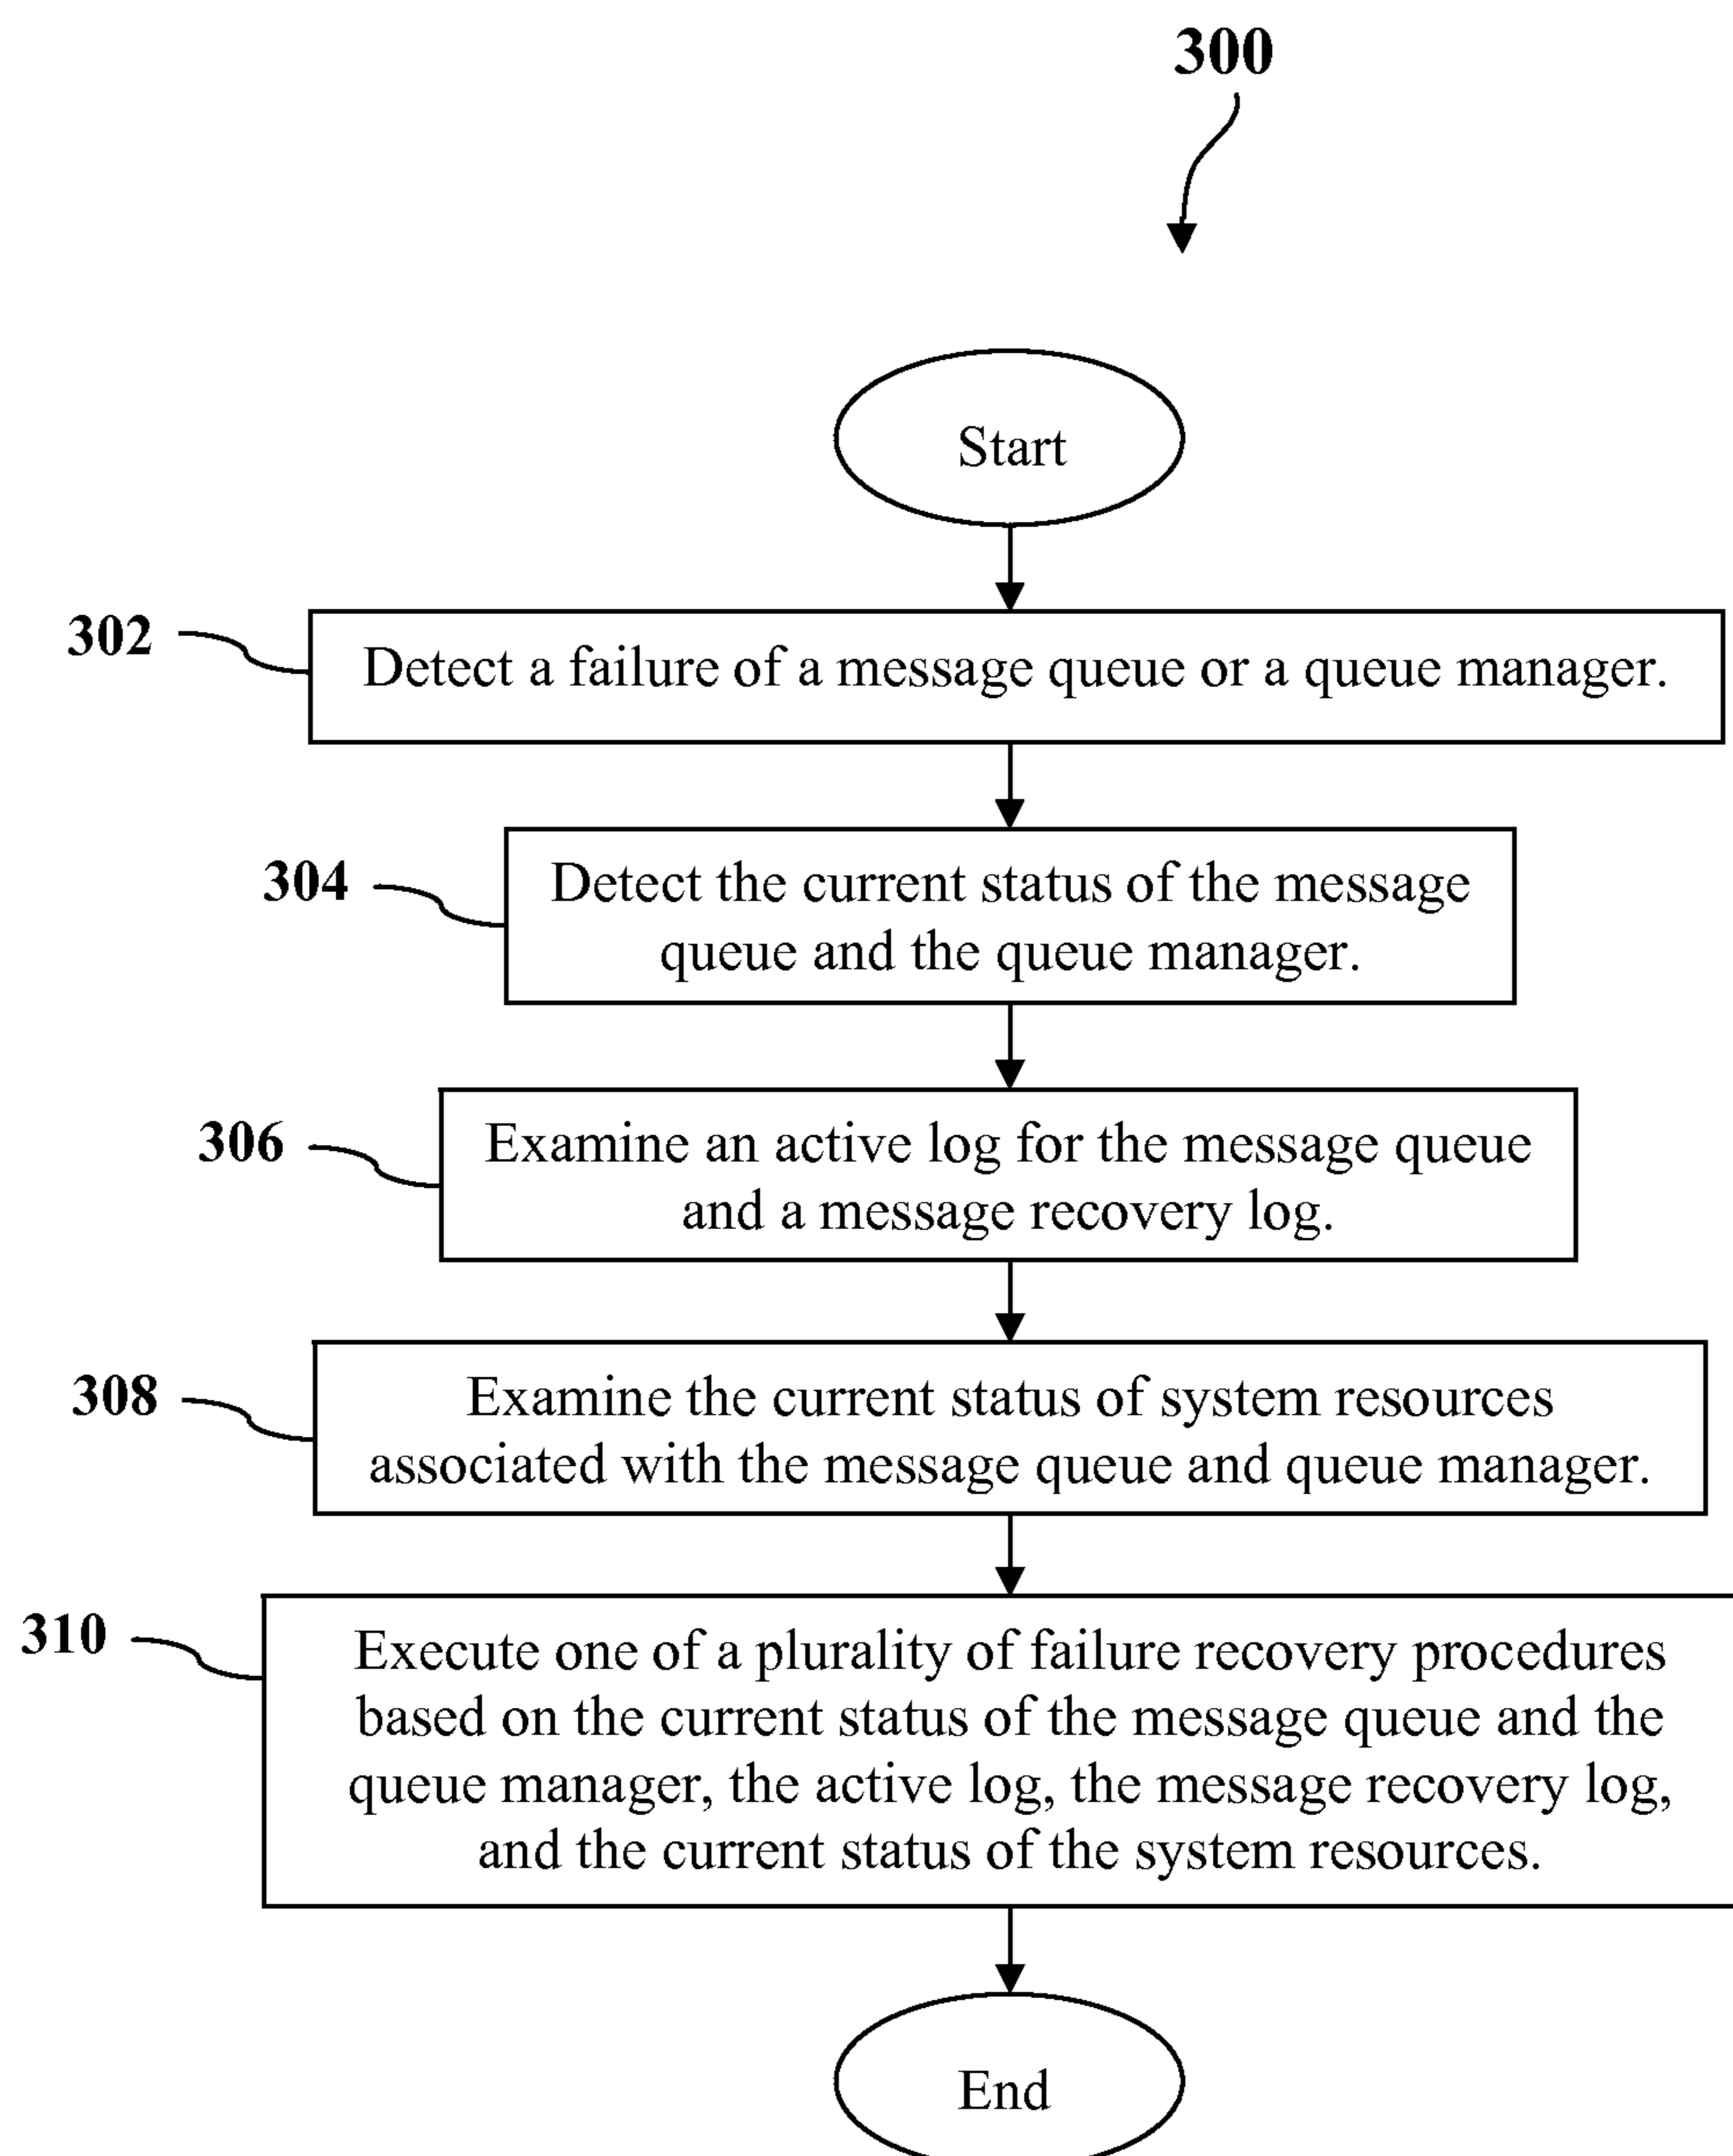 300
Start
302
Detect a failure of a message queue or a queue manager.
304
Detect the current status of the message
queue and the queue manager.
306
Examine an active log for the message queue
and a message recovery log.
308
Examine the current status of system resources
associated with the message queue and queue manager.
310
Execute one of a plurality of failure recovery procedures
based on the current status of the message queue and the
queue manager, the active log, the message recovery log,
and the current status of the system resources.
End